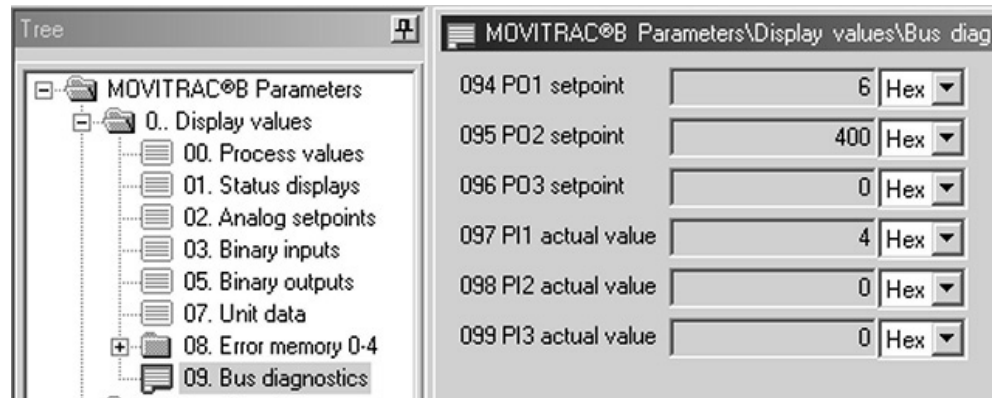 Tree
MOVITRAC®B Parameters
0.. Display values
00. Process values
01. Status displays
02. Analog setpoints
03. Binary inputs
05. Binary outputs
07. Unit data
08. Error memory 0-4
09. Bus diagnostics
MOVITRAC®B Parameters\Display values\Bus diag
094 PO1 setpoint 6 Hex
095 PO2 setpoint 400 Hex
096 PO3 setpoint 0 Hex
097 PI1 actual value 4 Hex
098 PI2 actual value 0 Hex
099 PI3 actual value 0 Hex